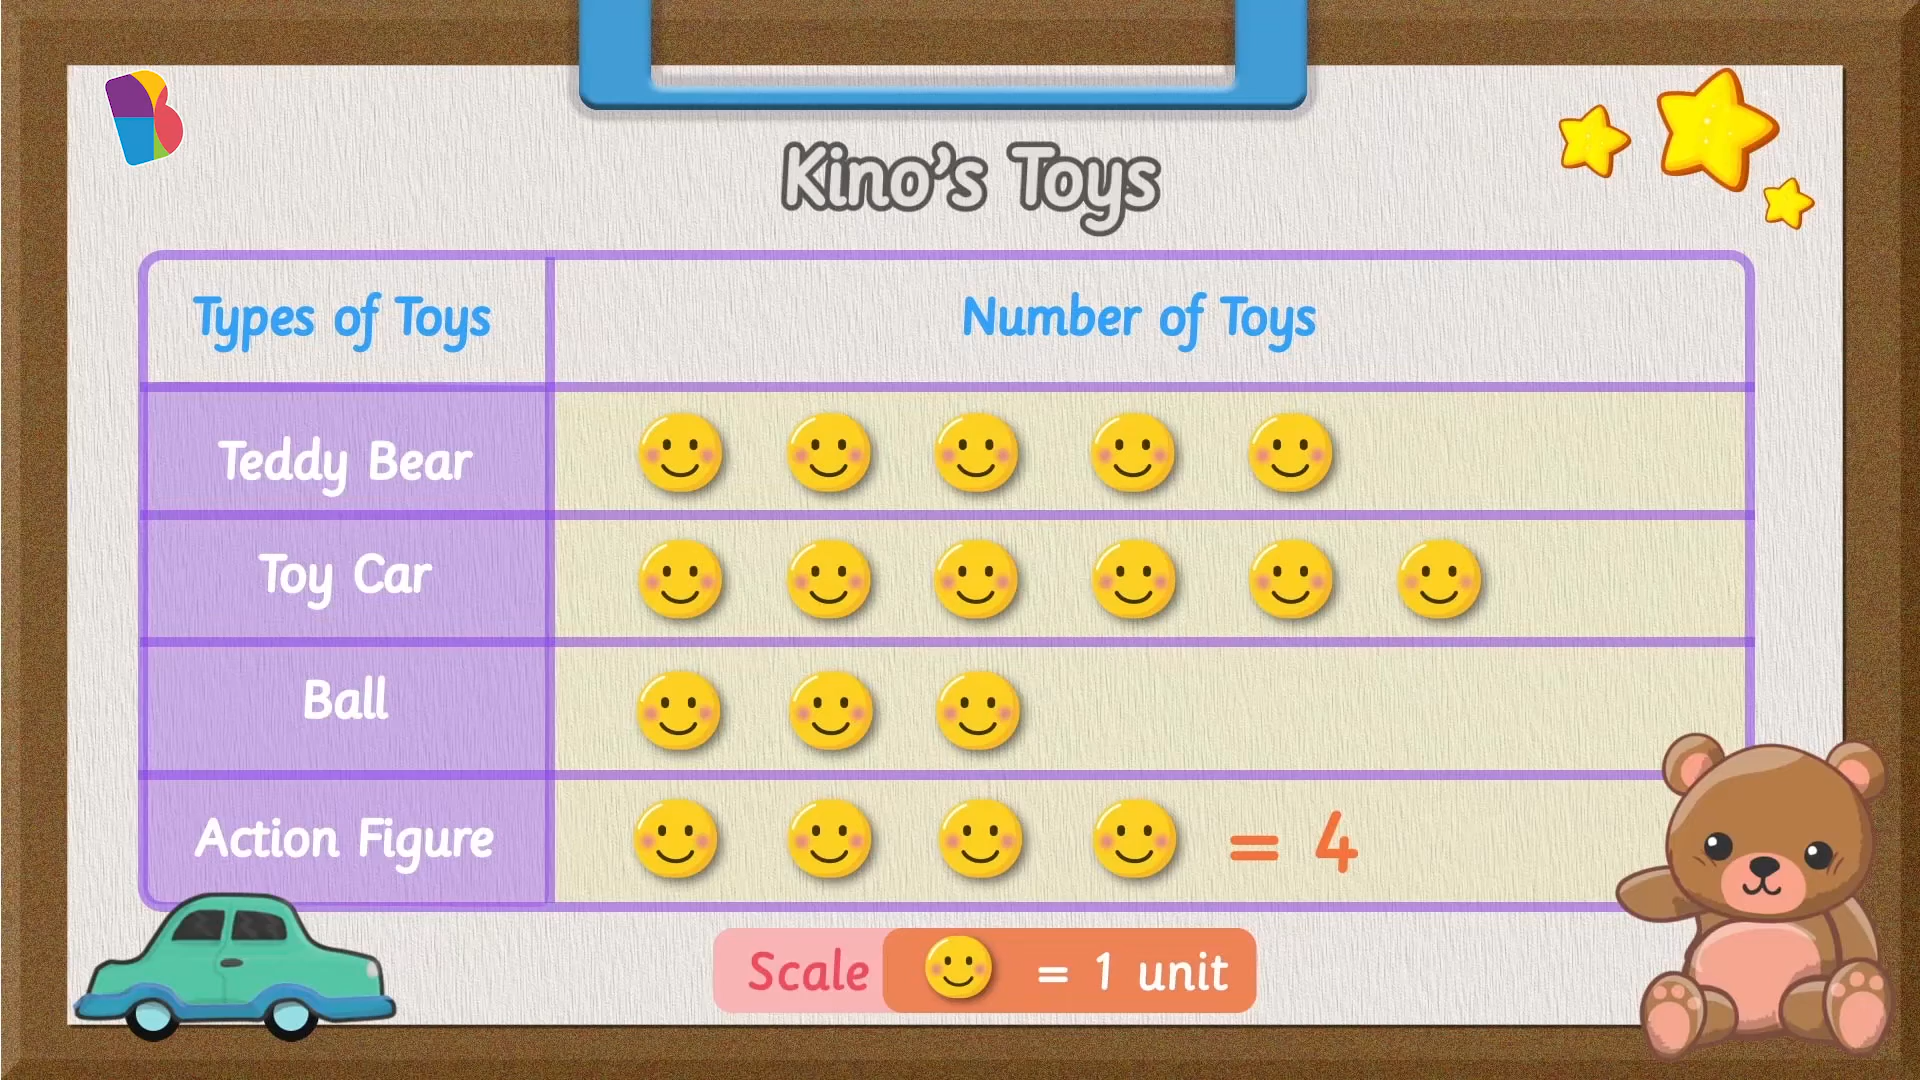 Kino's Toys
Types of Toys
Number of Toys
Teddy Bear
Toy Car
Ball
Action Figure
= 4
Scale
= 1 unit